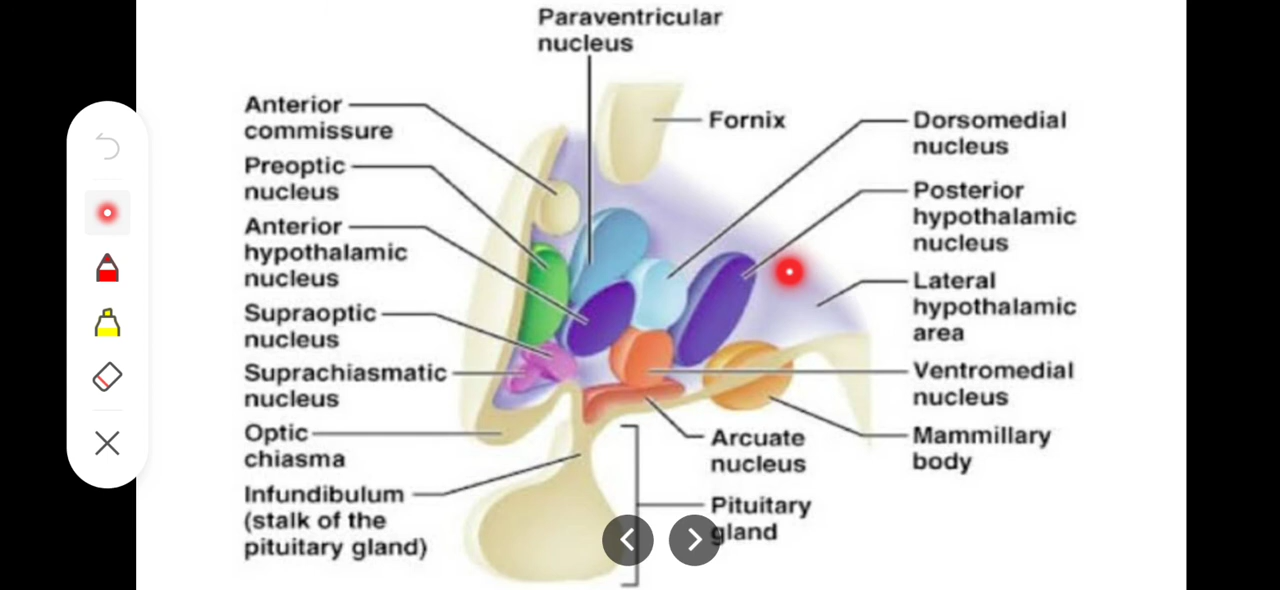 Paraventricular
nucleus
Anterior
commissure
Preoptic
nucleus
Anterior
hypothalamic
nucleus
Supraoptic
nucleus
Suprachiasmatic
nucleus
Optic
chiasma
Infundibulum
(stalk of the
pituitary gland)
Fornix
Arcuate
nucleus
Pituitary
gland
Dorsomedial
nucleus
Posterior
hypothalamic
nucleus
Lateral
hypothalamic
area
Ventromedial
nucleus
Mammillary
body